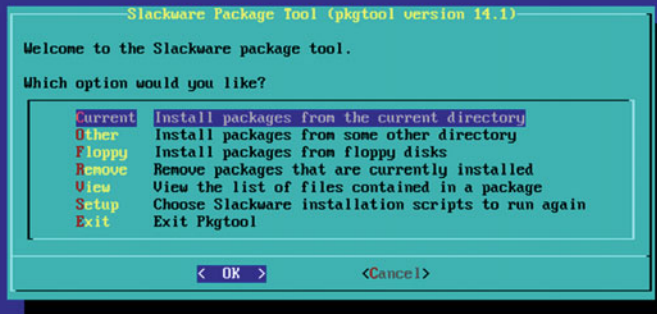 Slackware Package Tool (pkgtool version 14.1)
Welcome to the Slackware package tool.
Which option would you like?
Current Install packages from the current directory
Other Install packages from some other directory
Floppy Install packages from floppy disks
Remove Remove packages that are currently installed
View View the list of files contained in a package
Setup Choose Slackware installation scripts to run again
Exit Exit Pkgtool
< OK > <Cancel>